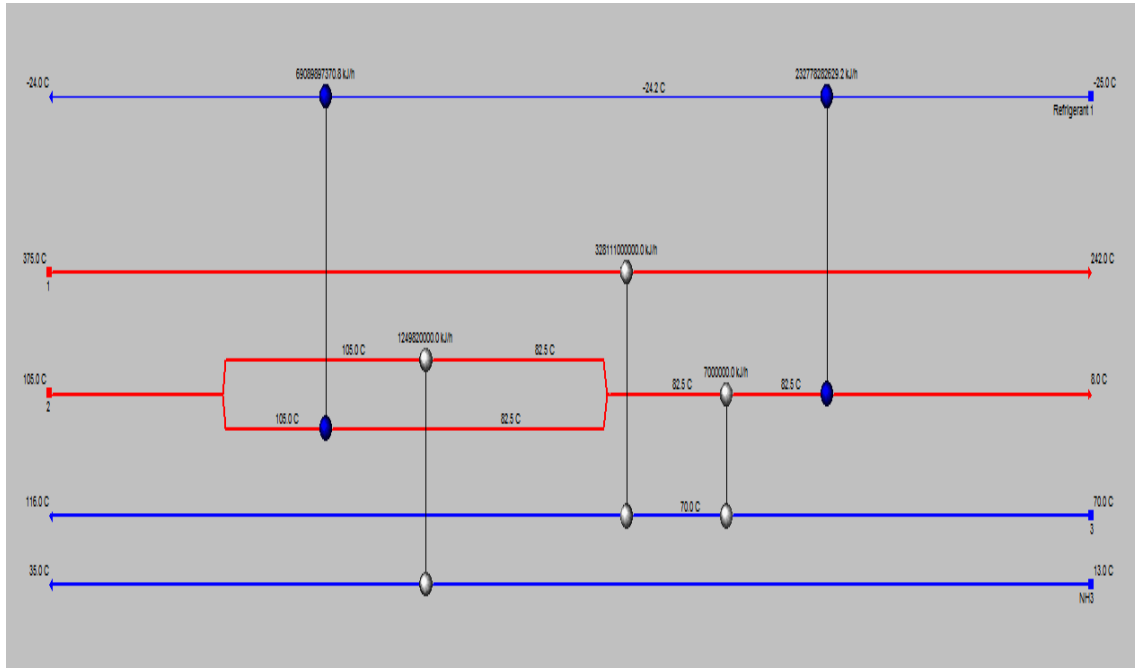 69089897370.8 kJ/h
232778282629.2 kJ/h
-24.0 C
-24.2 C
-25.0 C
Refrigerant 1
328111000000.0 kJ/h
375.0 C
242.0 C
1
1249820000.0 kJ/h
105.0 C
82.5 C
7000000.0 kJ/h
105.0 C
82.5 C
82.5 C
8.0 C
2
105.0 C
82.5 C
116.0 C
70.0 C
70.0 C
3
35.0 C
13.0 C
NH3